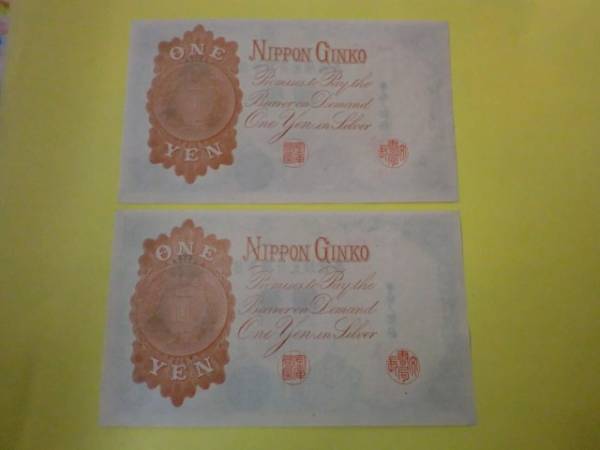 ONE
YEN
NIPPON GINKO
Promises to Pay the
Bearer on Demand
One Yen in Silver
ONE
YEN
NIPPON GINKO
Promises to Pay the
Bearer on Demand
One Yen in Silver